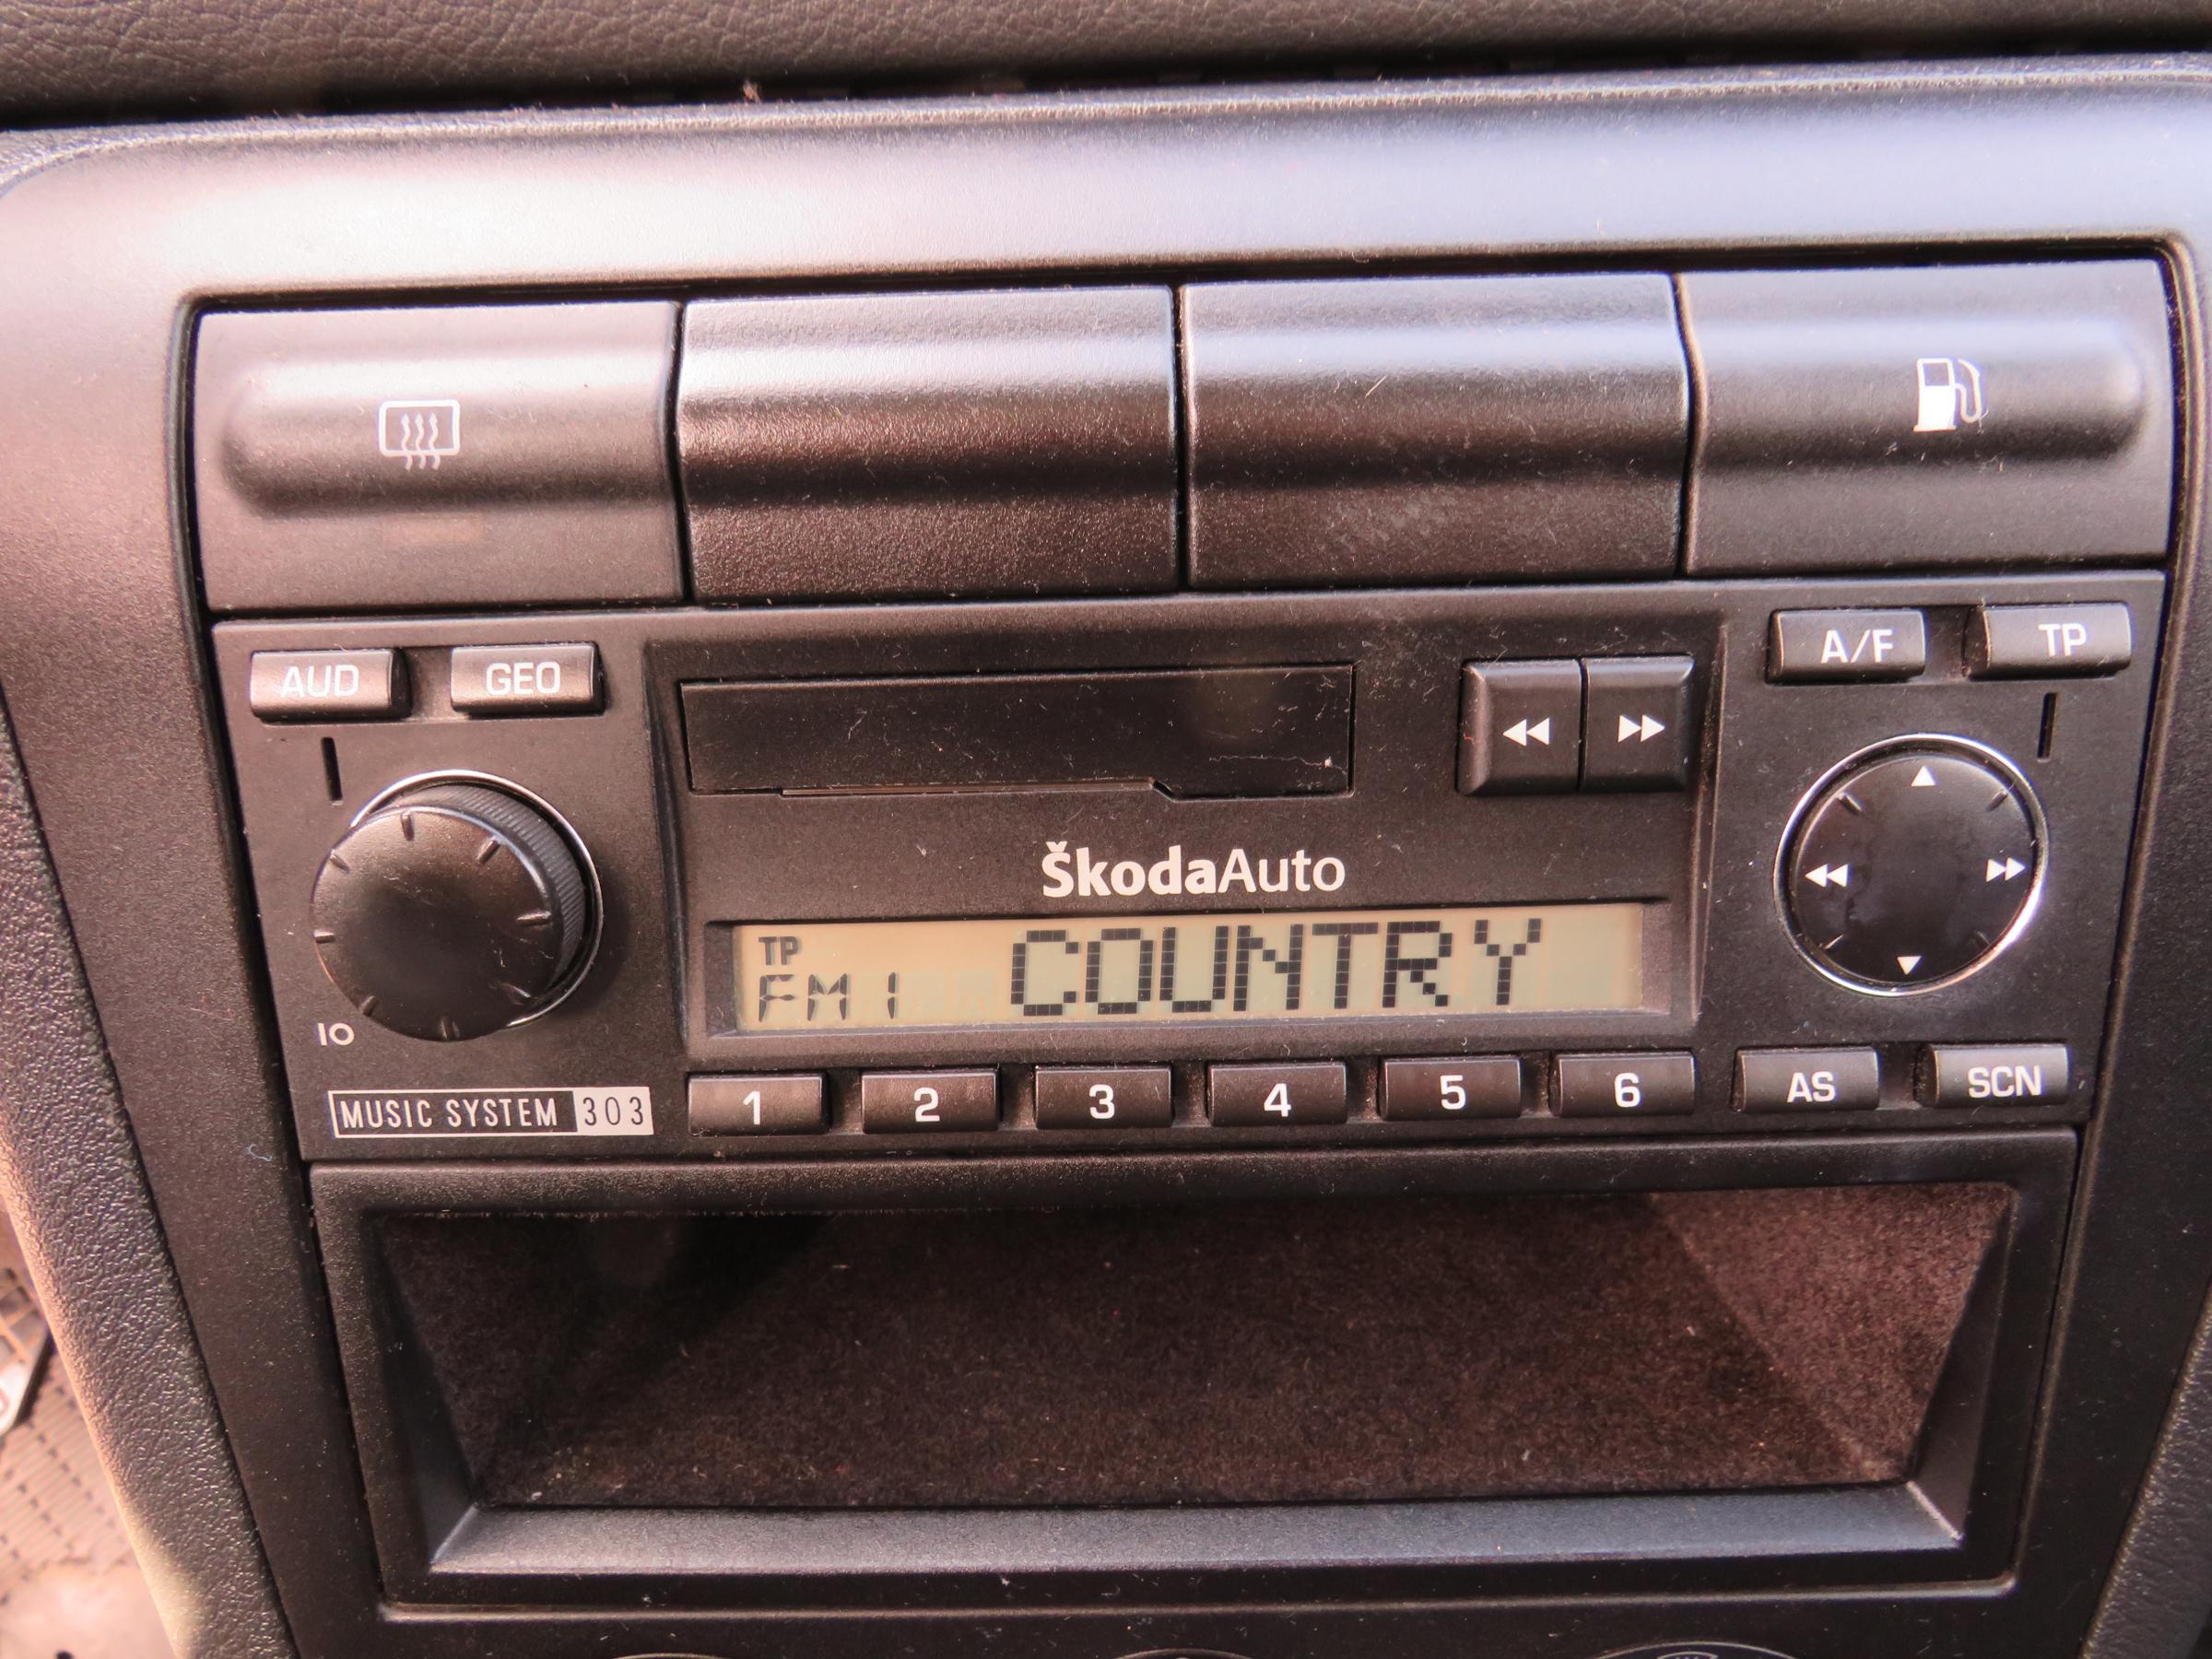 AUD GEO
A/F TP
ŠkodaAuto
TP
FM1 COUNTRY
IO
MUSIC SYSTEM 303
1 2 3 4 5 6 AS SCN